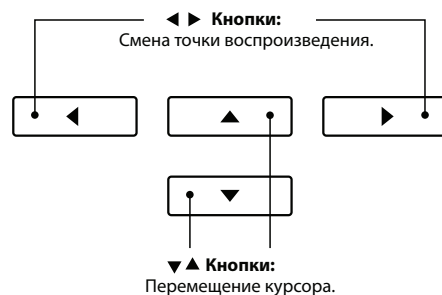 ◀ ▶ Кнопки:
Смена точки воспроизведения.
▼▲ Кнопки:
Перемещение курсора.